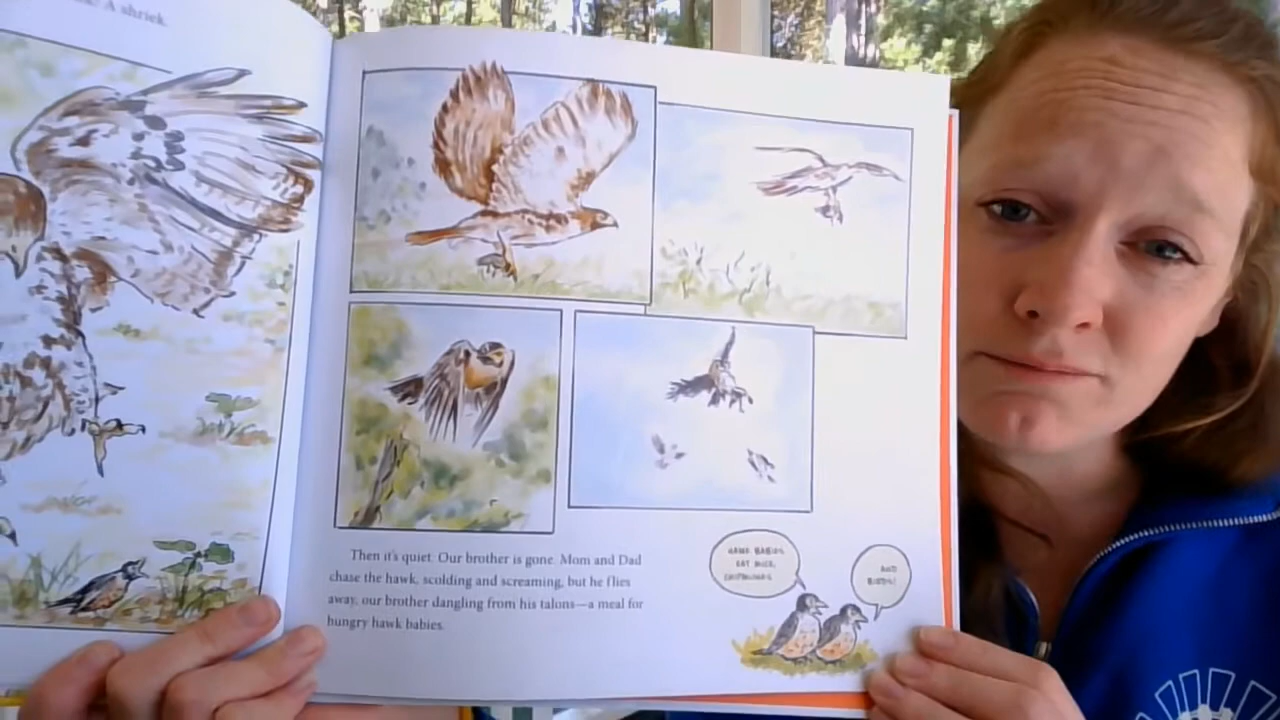 A shriek.
Then it's quiet. Our brother is gone. Mom and Dad
chase the hawk, scolding and screaming, but he flies
away, our brother dangling from his talons—a meal for
hungry hawk babies.
HAWK BABIES
EAT MICE,
CHIPMUNKS
AND
BIRDS!